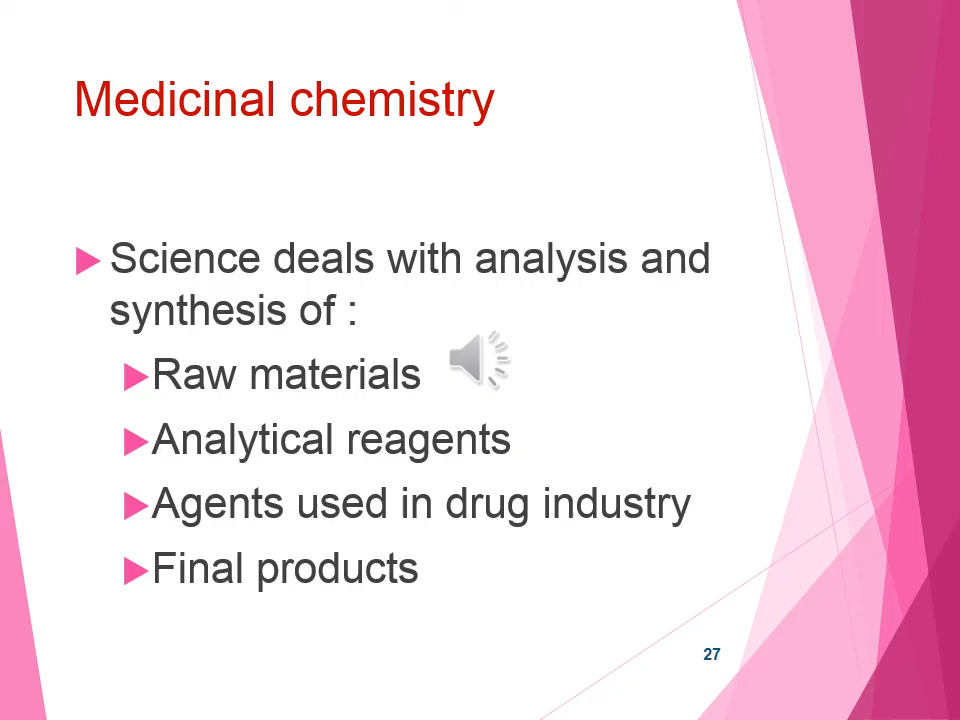 Medicinal chemistry
Science deals with analysis and
synthesis of :
Raw materials
Analytical reagents
Agents used in drug industry
Final products
27